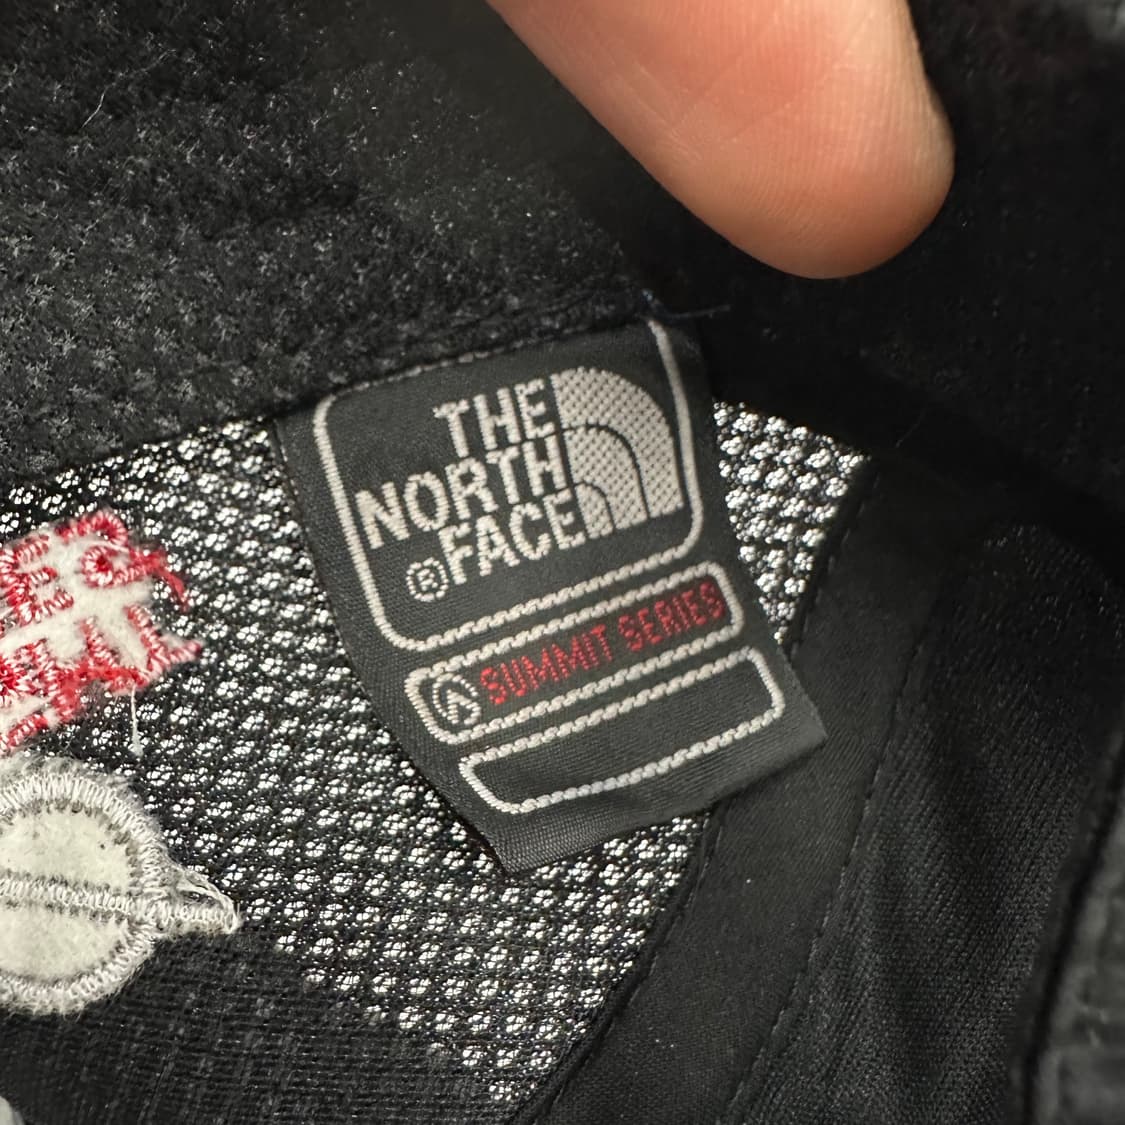 THE
NORTH
®FACE
SUMMIT SERIES